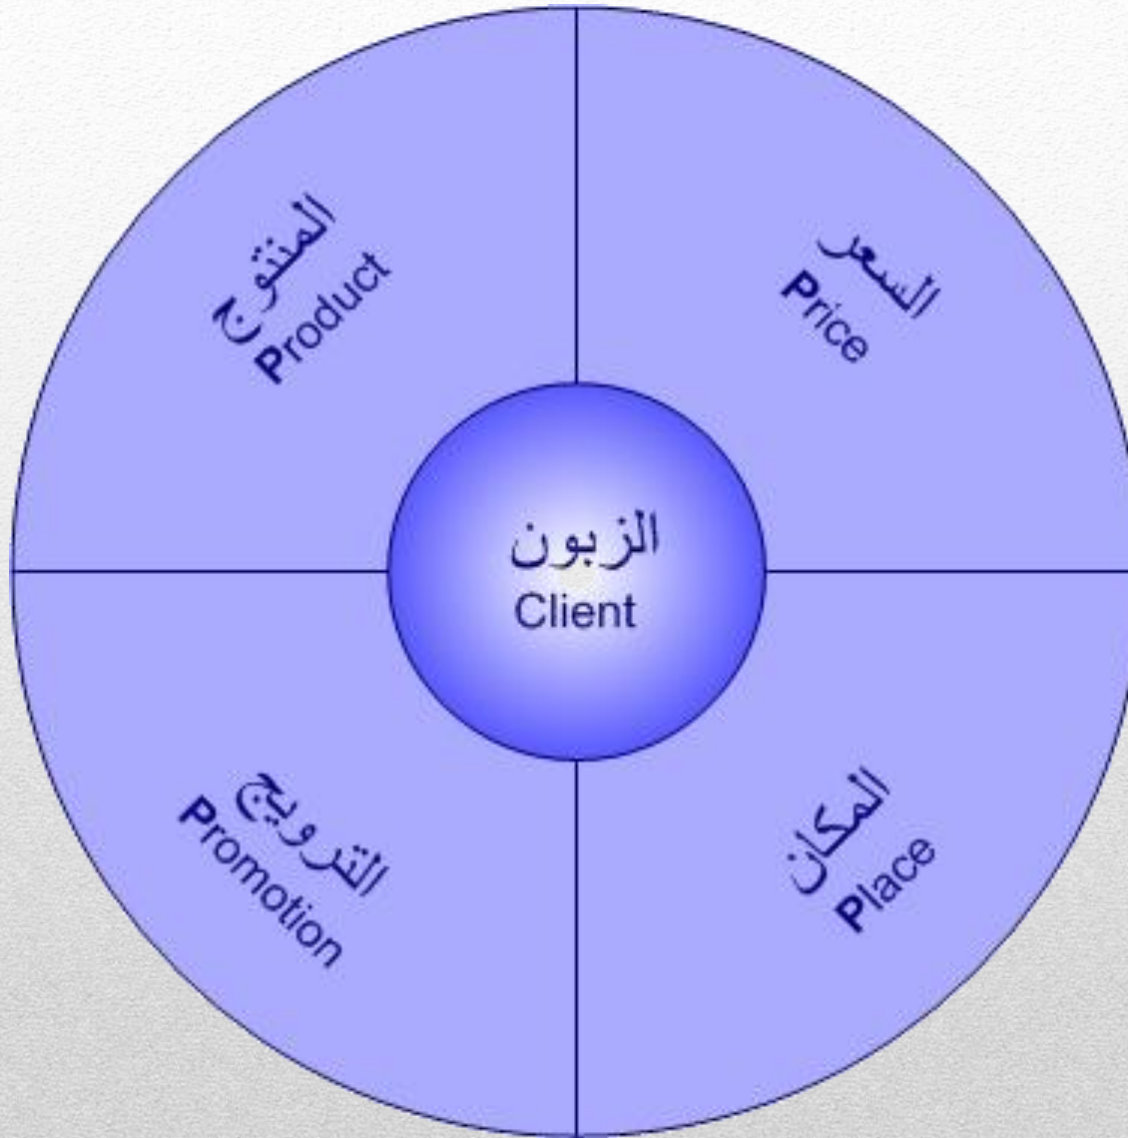 المنتوج
Product
السعر
Price
الزبون
Client
الترويج
Promotion
المكان
Place